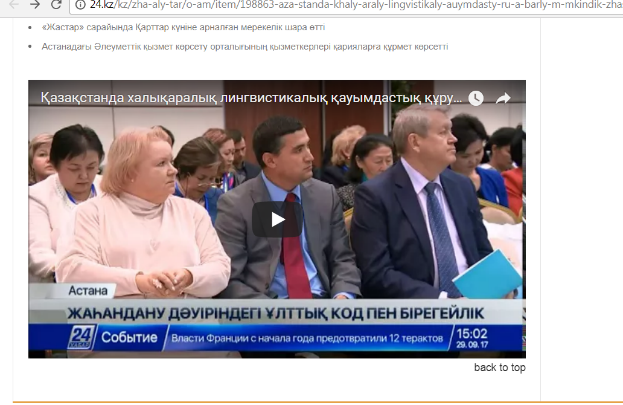 24.kz/kz/zha-aly-tar/o-am/item/198863-aza-standa-khaly-araly-lingvistikaly-auymdasty-ru-a-barly-m-mkindik-zha
«Жастар» сарайында Қарттар күніне арналған мерекелік шара өтті
Астанадағы Әлеуметтік қызмет көрсету орталығының қызметкерлері қарияларға құрмет көрсетті
Қазақстанда халықаралық лингвистикалық қауымдастық құру...
Астана
ЖАҺАНДАНУ ДӘУІРІНДЕГІ ҰЛТТЫҚ КОД ПЕН БІРЕГЕЙЛІК
24 KZ Событие Власти Франции с начала года предотвратили 12 терактов 15:02
29.09.17
back to top